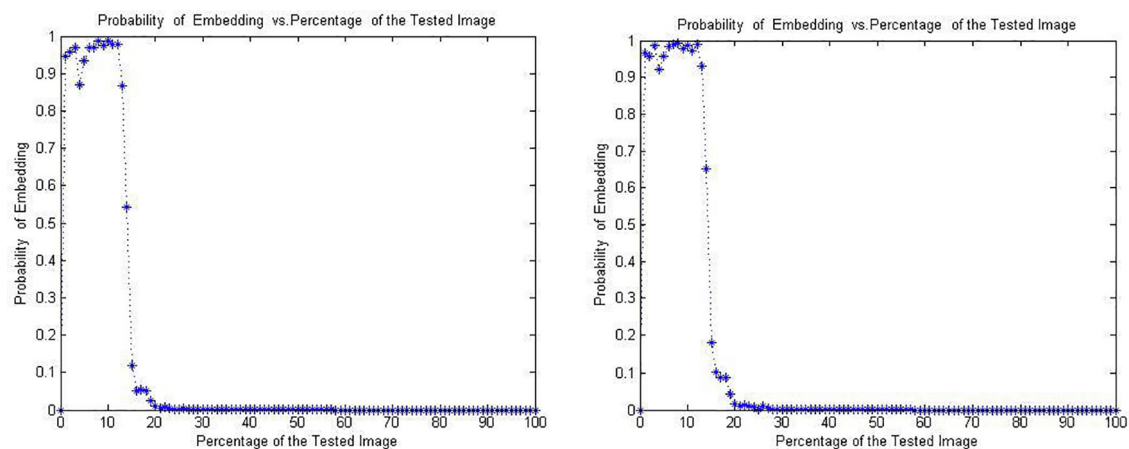 Probability of Embedding vs.Percentage of the Tested Image
1
0.9
0.8
0.7
0.6
0.5
0.4
0.3
0.2
0.1
0
Probability of Embedding
0 10 20 30 40 50 60 70 80 90 100
Percentage of the Tested Image
Probability of Embedding vs.Percentage of the Tested Image
1
0.9
0.8
0.7
0.6
0.5
0.4
0.3
0.2
0.1
0
Probability of Embedding
0 10 20 30 40 50 60 70 80 90 100
Percentage of the Tested Image